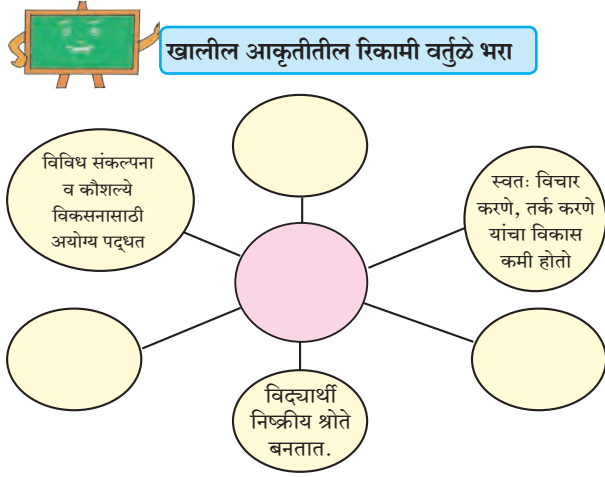 खालील आकृतीतील रिकामी वर्तुळे भरा
विविध संकल्पना
व कौशल्ये
विकसनासाठी
अयोग्य पद्धत
स्वतः विचार
करणे, तर्क करणे
यांचा विकास
कमी होतो
विद्यार्थी
निष्क्रीय श्रोते
बनतात.